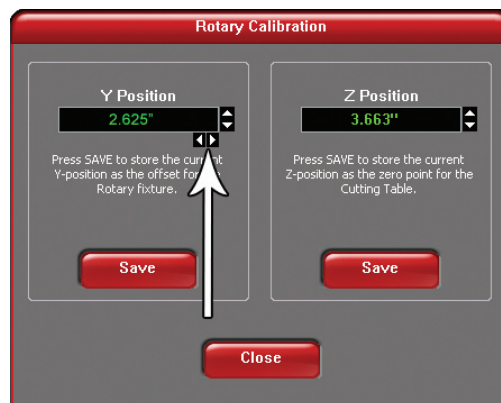 Rotary Calibration
Y Position
2.625"
Press SAVE to store the current
Y-position as the offset for the
Rotary fixture.
Save
Z Position
3.663"
Press SAVE to store the current
Z-position as the zero point for the
Cutting Table.
Save
Close